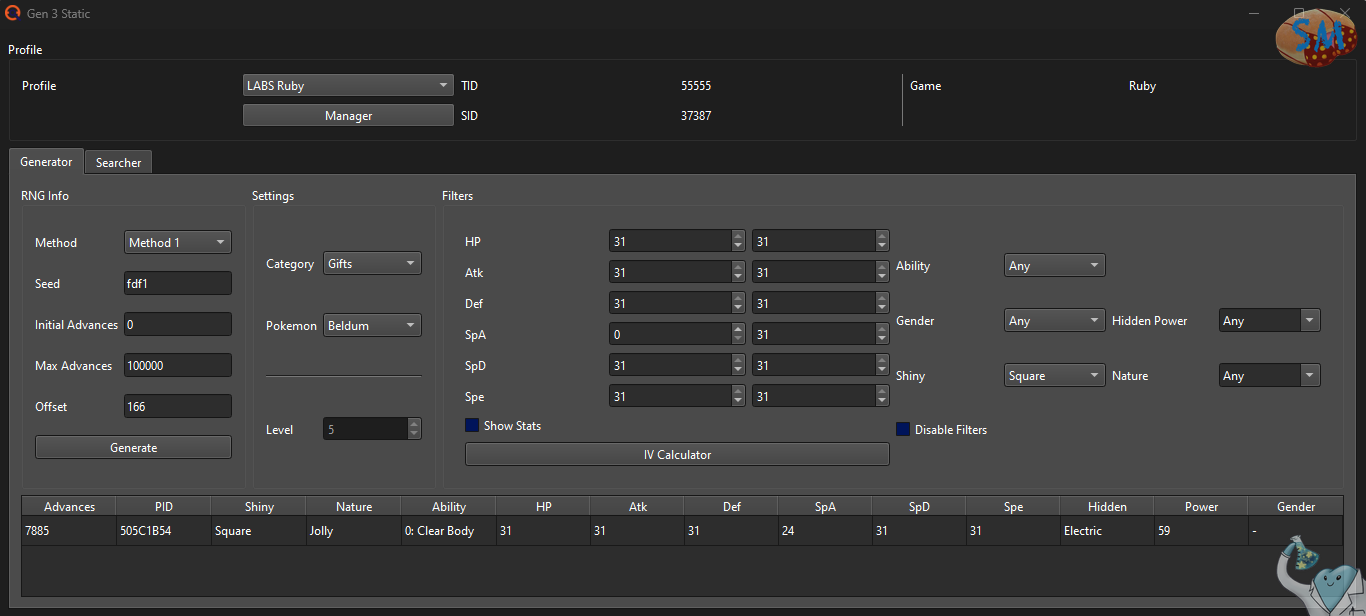 Gen 3 Static
SM
Profile
Profile LABS Ruby TID 55555 Game Ruby
Manager SID 37387
Generator Searcher
RNG Info Settings Filters
Method Method 1
Seed fdf1
Initial Advances 0
Max Advances 100000
Offset 166
Generate
Category Gifts
Pokemon Beldum
Level 5
HP 31 31
Atk 31 31
Def 31 31
SpA 0 31
SpD 31 31
Spe 31 31
Show Stats
IV Calculator
Ability Any
Gender Any Hidden Power Any
Shiny Square Nature Any
Disable Filters
Advances PID Shiny Nature Ability HP Atk Def SpA SpD Spe Hidden Power Gender
7885 505C1B54 Square Jolly 0: Clear Body 31 31 31 24 31 31 Electric 59 -